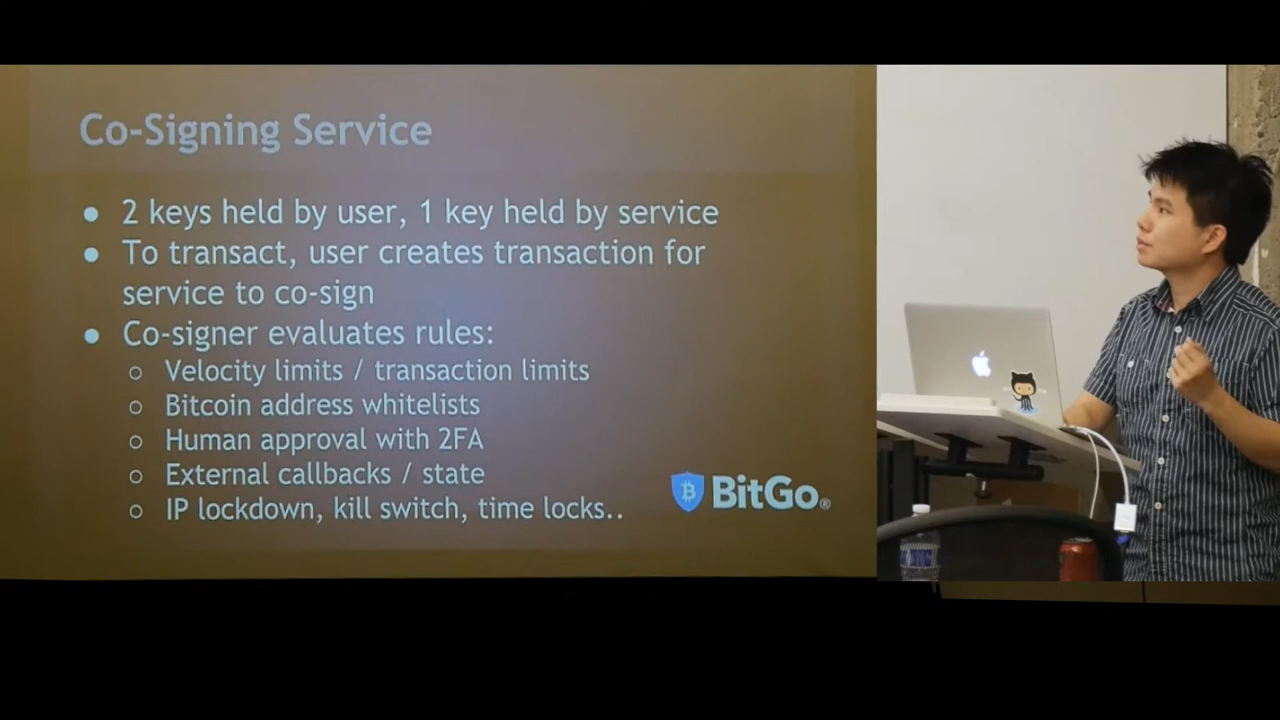 Co-Signing Service
● 2 keys held by user, 1 key held by service
● To transact, user creates transaction for
service to co-sign
● Co-signer evaluates rules:
○ Velocity limits / transaction limits
○ Bitcoin address whitelists
○ Human approval with 2FA
○ External callbacks / state
○ IP lockdown, kill switch, time locks..
BitGo®